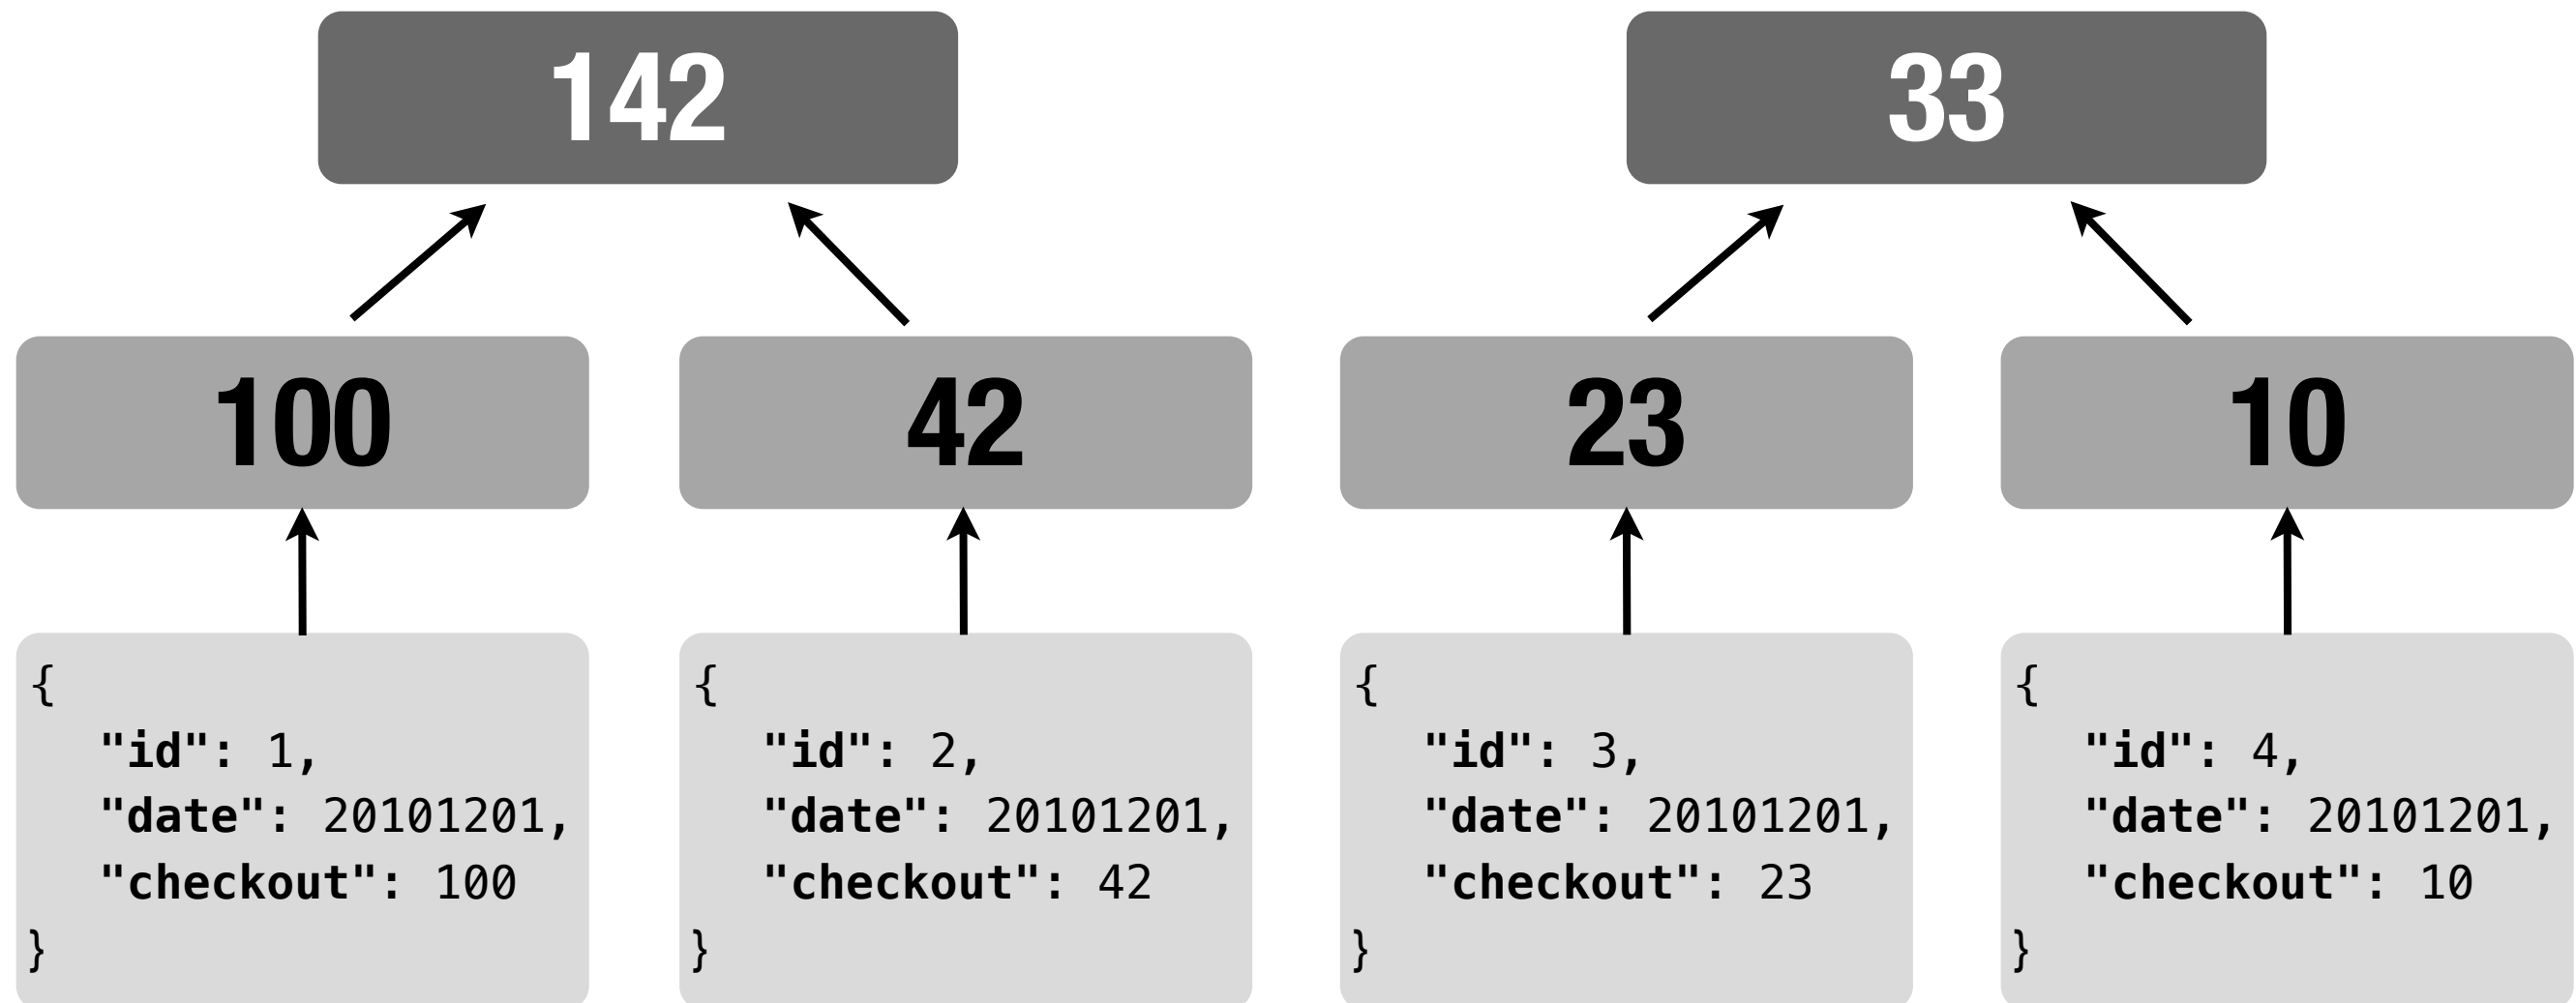 142
33
100
42
23
10
{
"id": 1,
"date": 20101201,
"checkout": 100
}
{
"id": 2,
"date": 20101201,
"checkout": 42
}
{
"id": 3,
"date": 20101201,
"checkout": 23
}
{
"id": 4,
"date": 20101201,
"checkout": 10
}